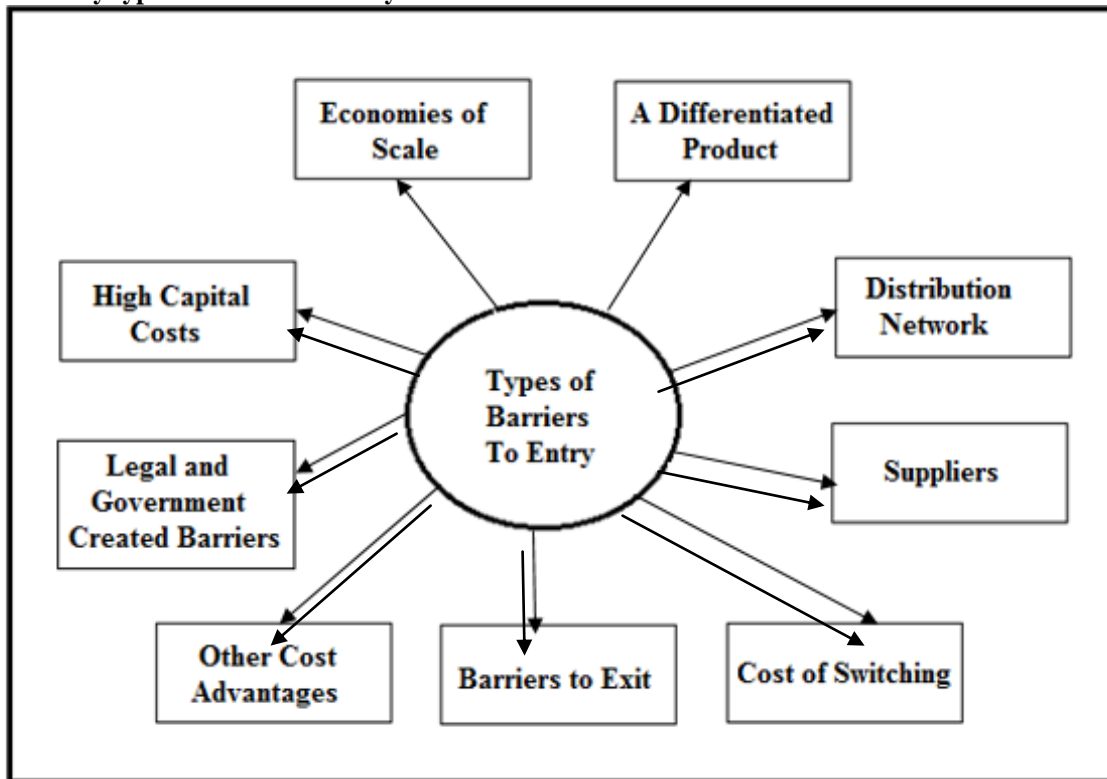 Economies of
Scale
A Differentiated
Product
High Capital
Costs
Distribution
Network
Types of
Barriers
To Entry
Legal and
Government
Created Barriers
Suppliers
Other Cost
Advantages
Barriers to Exit
Cost of Switching